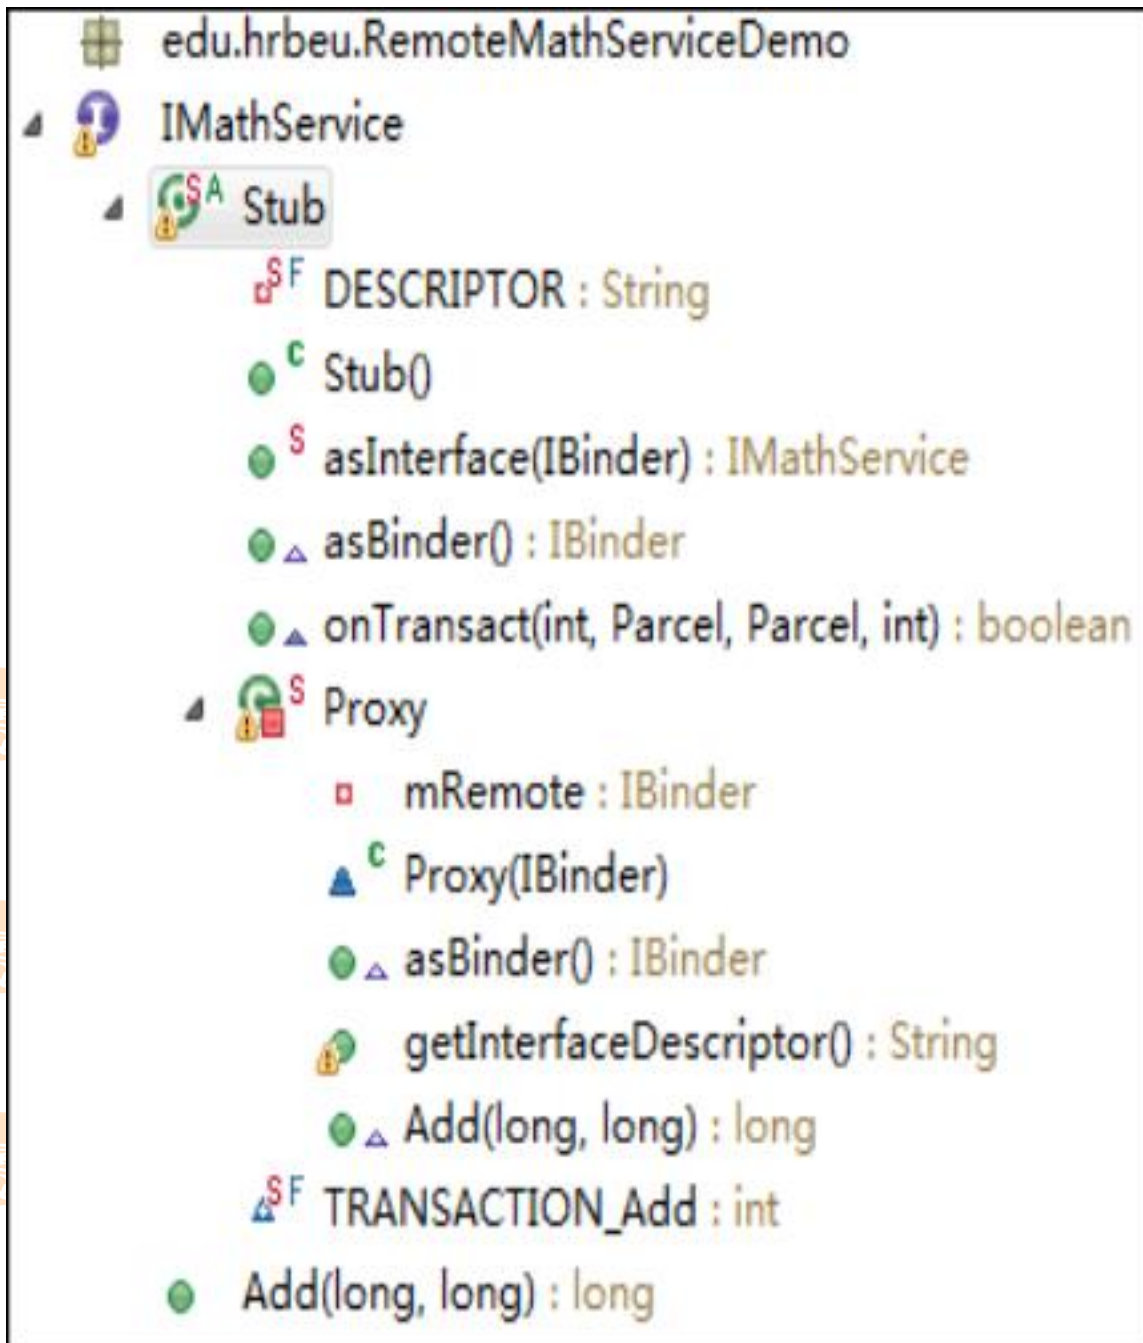 edu.hrbeu.RemoteMathServiceDemo
IMathService
S A Stub
S F DESCRIPTOR : String
C Stub()
S asInterface(IBinder) : IMathService
asBinder() : IBinder
onTransact(int, Parcel, Parcel, int) : boolean
S Proxy
mRemote : IBinder
C Proxy(IBinder)
asBinder() : IBinder
getInterfaceDescriptor() : String
Add(long, long) : long
S F TRANSACTION_Add : int
Add(long, long) : long